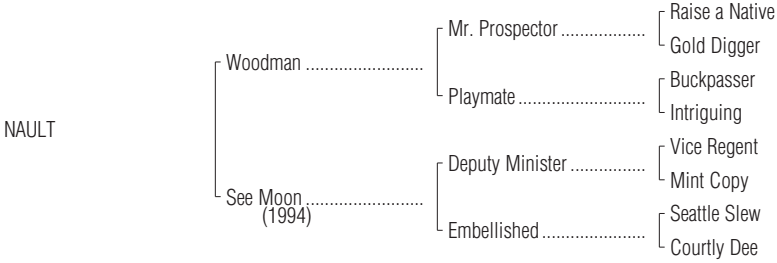 Raise a Native
Mr. Prospector ....................
Gold Digger
Woodman .........................
Buckpasser
Playmate ...........................
Intriguing
NAULT
Vice Regent
Deputy Minister ..................
Mint Copy
See Moon .........................
(1994)
Seattle Slew
Embellished ......................
Courtly Dee